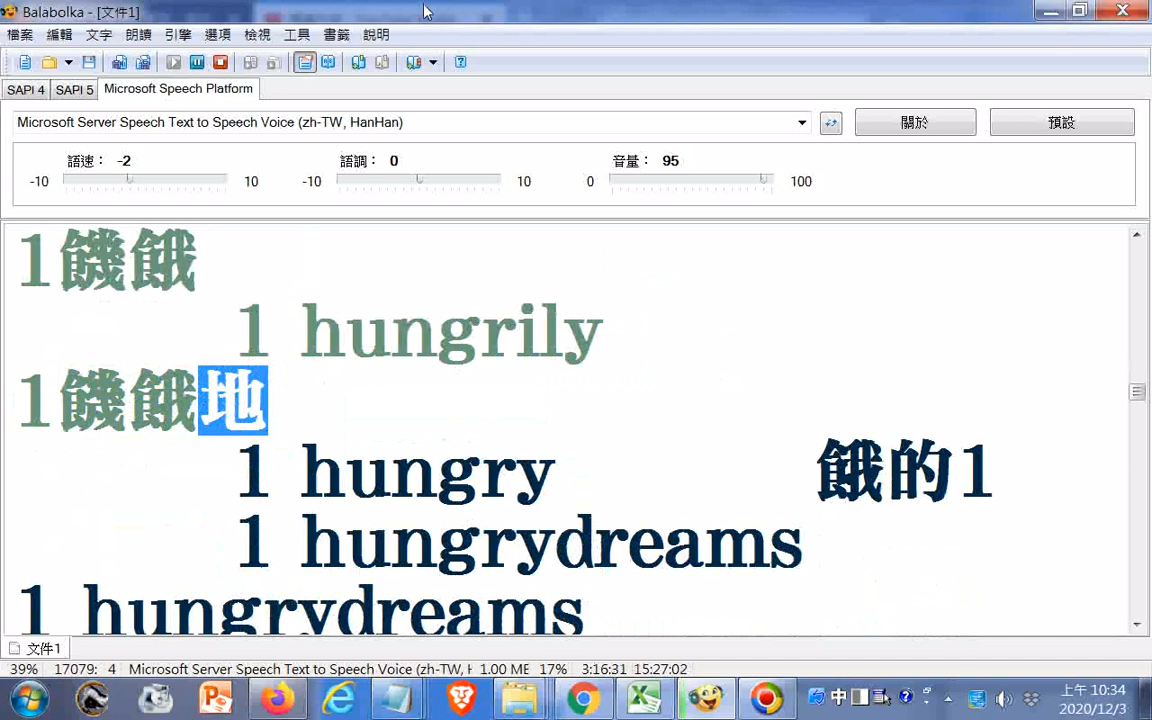 Balabolka - [文件1]
檔案 編輯 文字 朗讀 引擎 選項 檢視 工具 書籤 說明
SAPI 4 SAPI 5 Microsoft Speech Platform
Microsoft Server Speech Text to Speech Voice (zh-TW, HanHan) 關於 預設
語速： -2 語調： 0 音量： 95
-10 10 -10 10 0 100
1饑餓
1 hungrily
1饑餓地
1 hungry 餓的1
1 hungrydreams
1 hungrydreams
文件1
39% 17079: 4 Microsoft Server Speech Text to Speech Voice (zh-TW, H 1.00 ME 17% 3:16:31 15:27:02
中 上午 10:34
2020/12/3